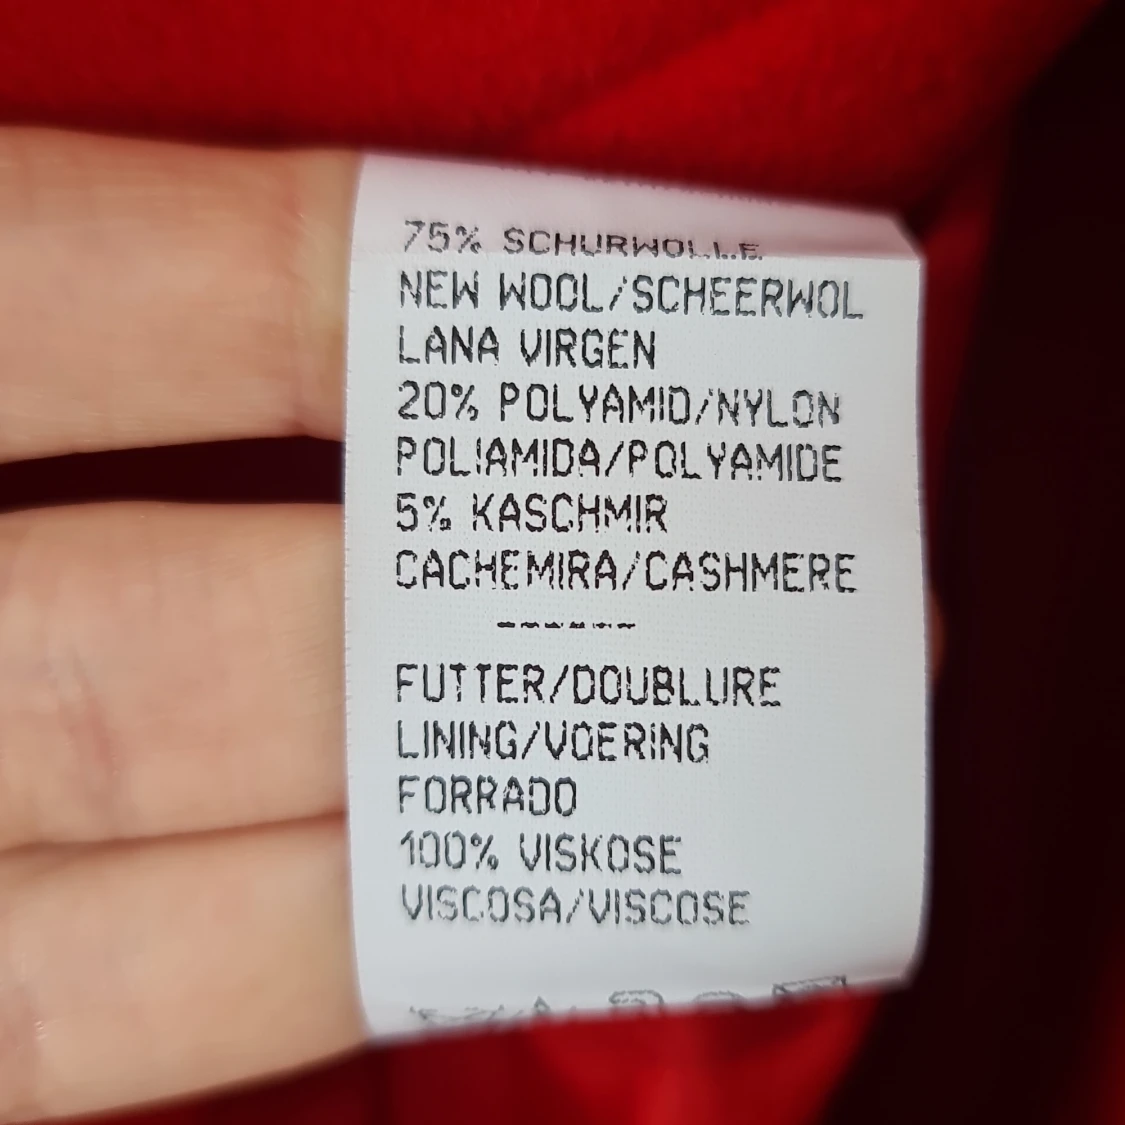 75% SCHURWOLLE
NEW WOOL/SCHEERWOL
LANA VIRGEN
20% POLYAMID/NYLON
POLIAMIDA/POLYAMIDE
5% KASCHMIR
CACHEMIRA/CASHMERE
------
FUTTER/DOUBLURE
LINING/VOERING
FORRADO
100% VISKOSE
VISCOSA/VISCOSE